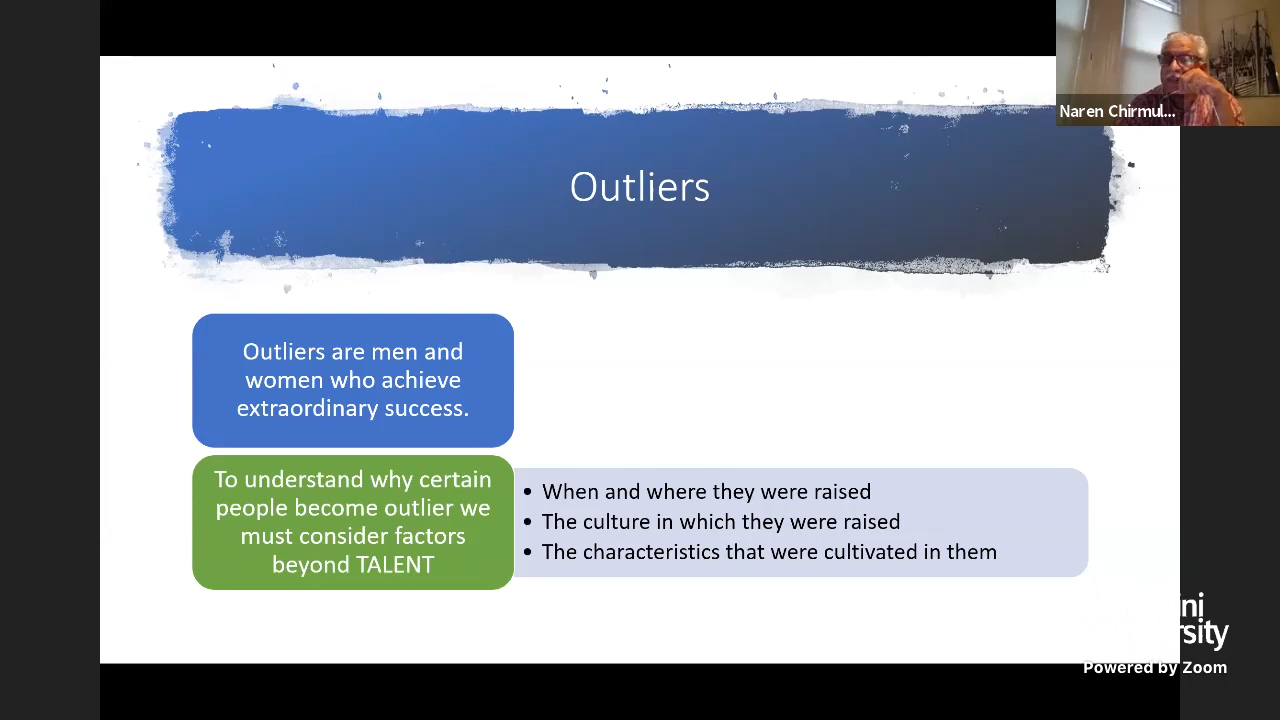 Naren Chirmul...
Outliers
Outliers are men and
women who achieve
extraordinary success.
To understand why certain
people become outlier we
must consider factors
beyond TALENT
• When and where they were raised
• The culture in which they were raised
• The characteristics that were cultivated in them
Powered by Zoom